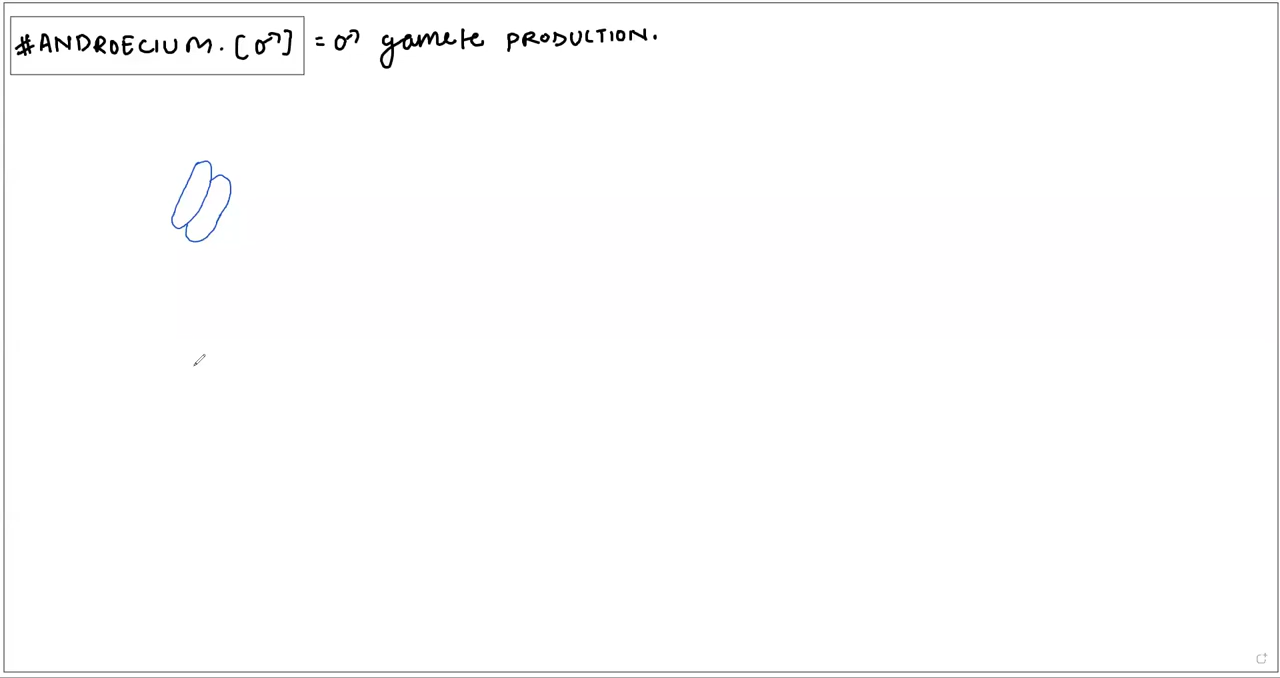 #ANDROECIUM. [♂] = ♂ gamete PRODUCTION.